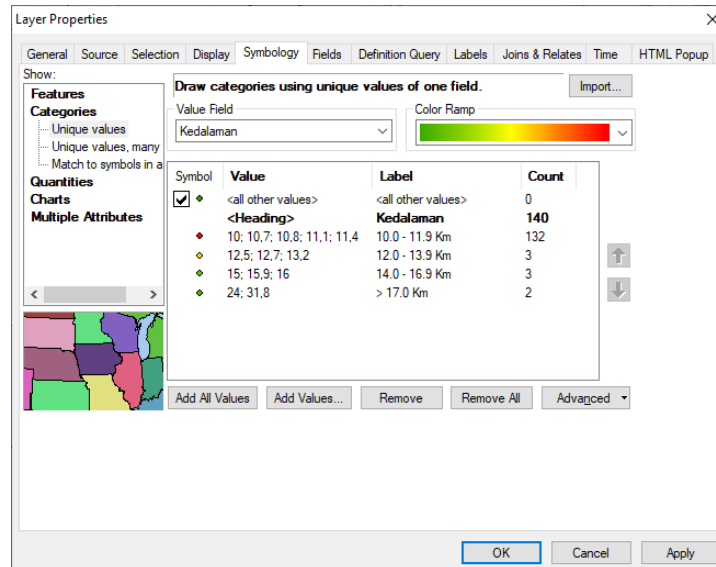 Layer Properties
General Source Selection Display Symbology Fields Definition Query Labels Joins & Relates Time HTML Popup
Show:
Features
Categories
Unique values
Unique values, many
Match to symbols in a
Quantities
Charts
Multiple Attributes
Draw categories using unique values of one field.
Import...
Value Field
Kedalaman
Color Ramp
Symbol Value Label Count
<all other values> <all other values> 0
<Heading> Kedalaman 140
10; 10,7; 10,8; 11,1; 11,4 10.0 - 11.9 Km 132
12,5; 12,7; 13,2 12.0 - 13.9 Km 3
15; 15,9; 16 14.0 - 16.9 Km 3
24; 31,8 > 17.0 Km 2
Add All Values Add Values... Remove Remove All Advanced
OK Cancel Apply